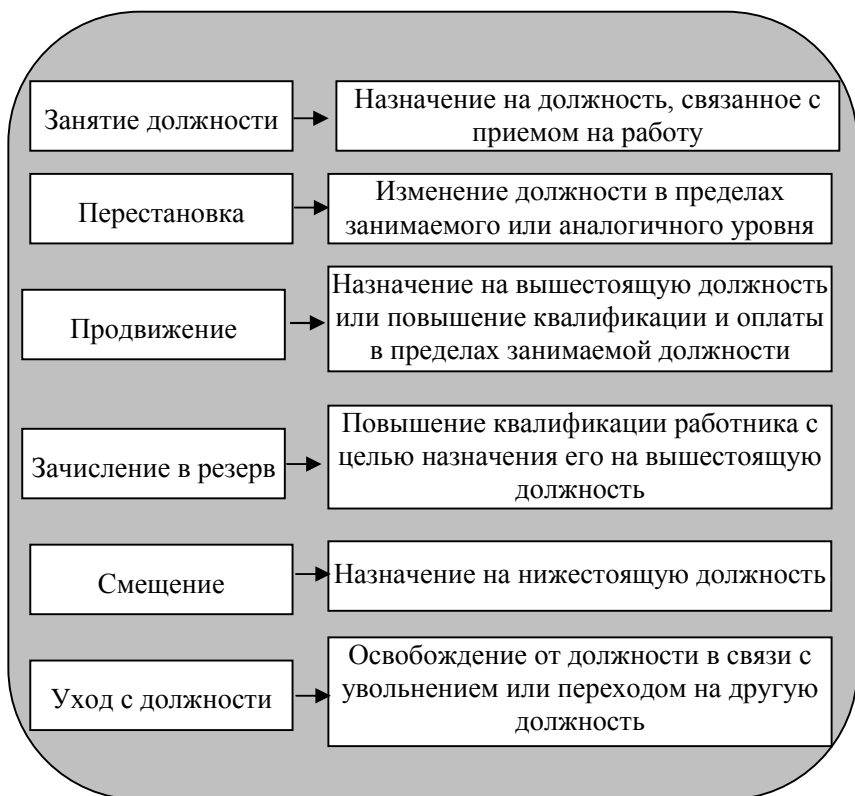 Занятие должности
Назначение на должность, связанное с
приемом на работу
Перестановка
Изменение должности в пределах
занимаемого или аналогичного уровня
Продвижение
Назначение на вышестоящую должность
или повышение квалификации и оплаты
в пределах занимаемой должности
Зачисление в резерв
Повышение квалификации работника с
целью назначения его на вышестоящую
должность
Смещение
Назначение на нижестоящую должность
Уход с должности
Освобождение от должности в связи с
увольнением или переходом на другую
должность